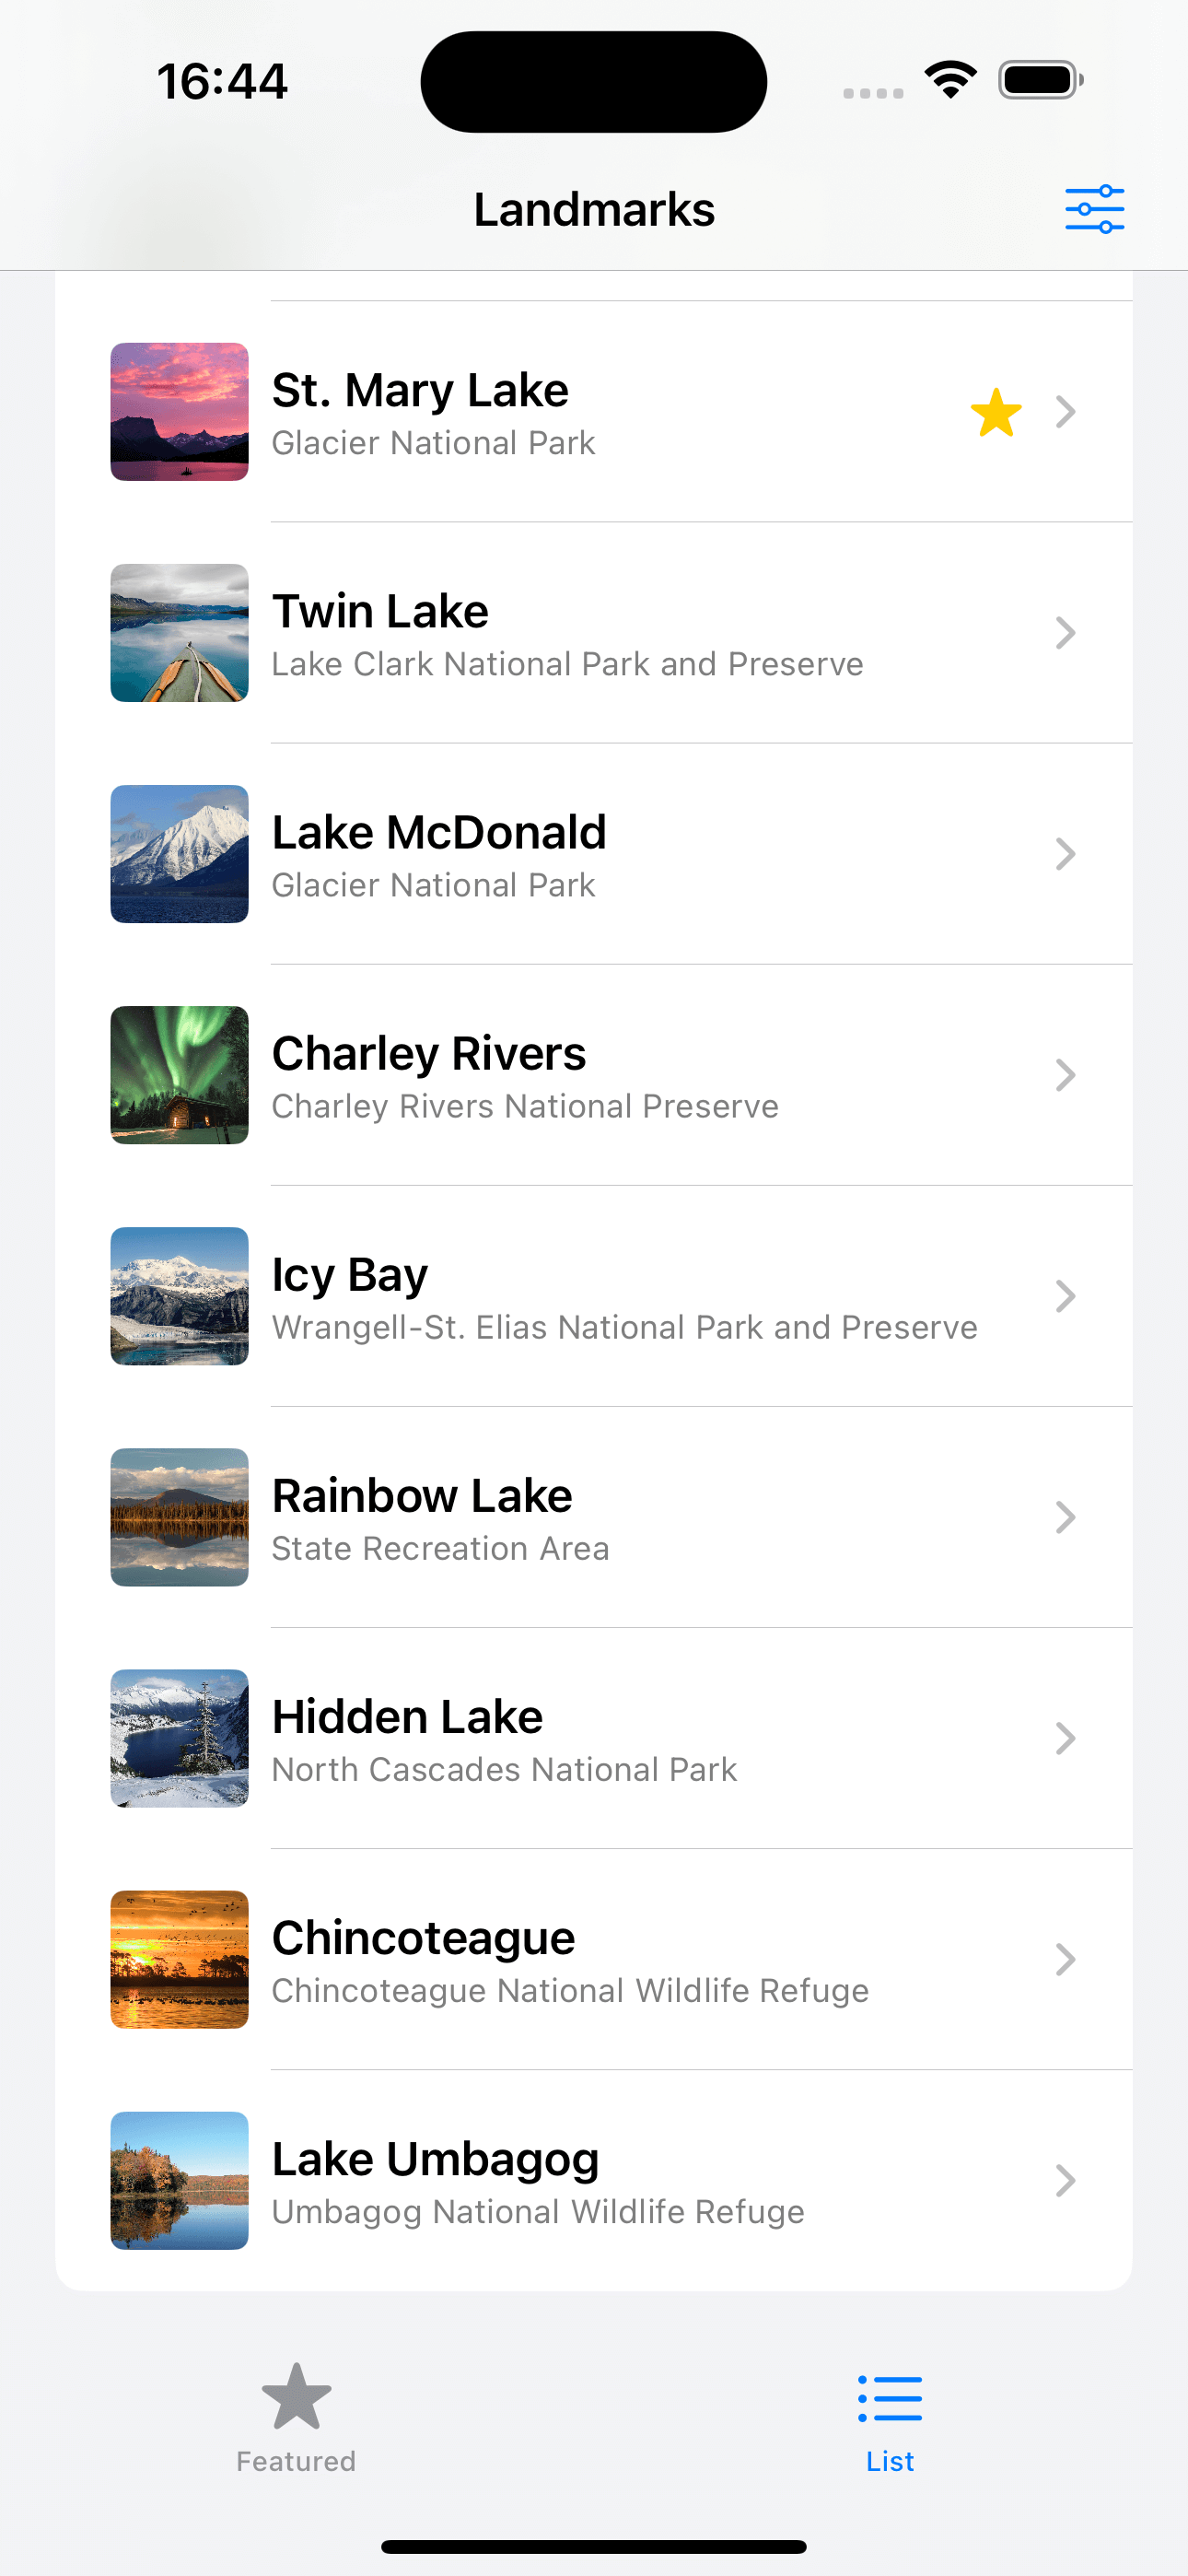 16:44
Landmarks
St. Mary Lake
Glacier National Park
Twin Lake
Lake Clark National Park and Preserve
Lake McDonald
Glacier National Park
Charley Rivers
Charley Rivers National Preserve
Icy Bay
Wrangell-St. Elias National Park and Preserve
Rainbow Lake
State Recreation Area
Hidden Lake
North Cascades National Park
Chincoteague
Chincoteague National Wildlife Refuge
Lake Umbagog
Umbagog National Wildlife Refuge
Featured
List